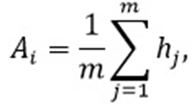 A_i = \frac{1}{m} \sum_{j=1}^{m} h_j,